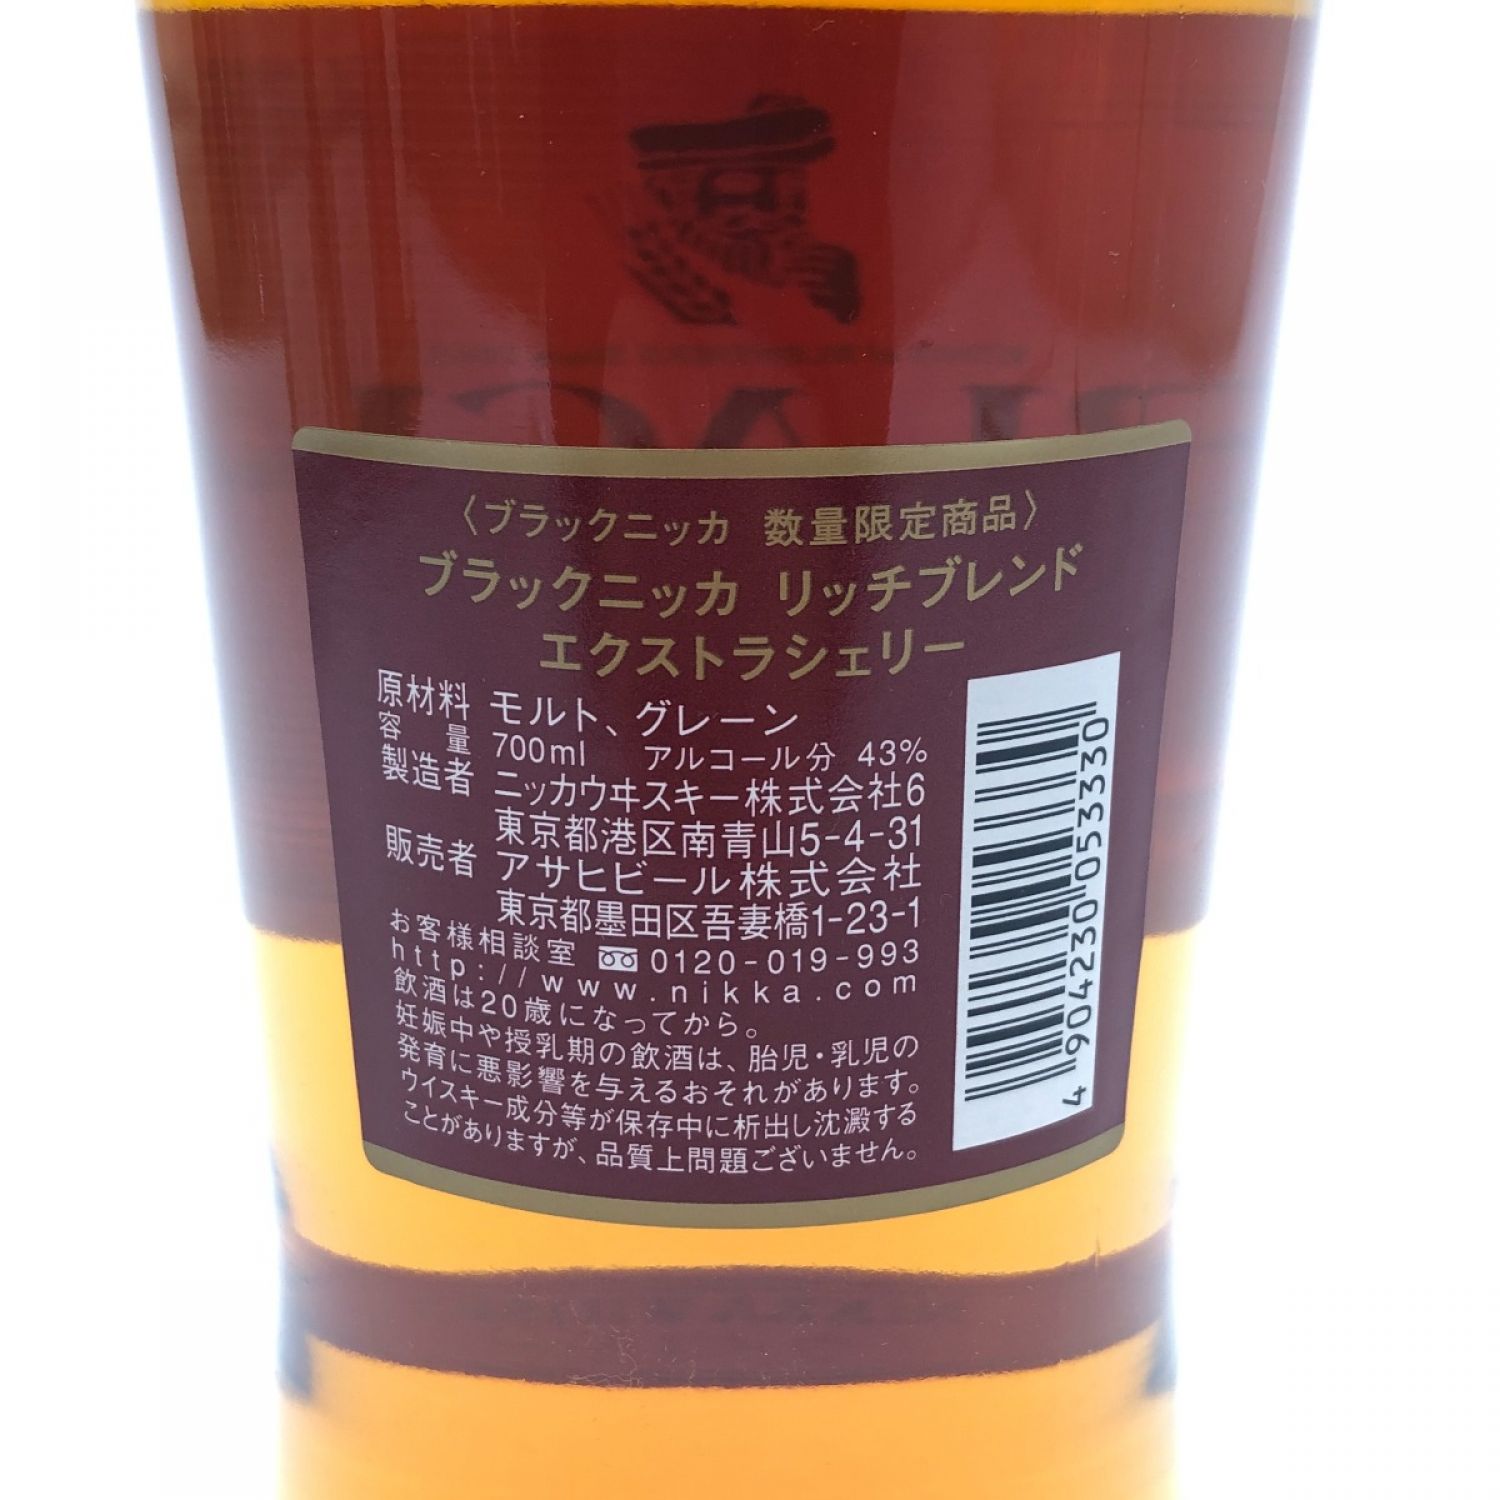 〈ブラックニッカ 数量限定商品〉
ブラックニッカ リッチブレンド
エクストラシェリー
原材料 モルト、グレーン
容量 700ml アルコール分 43%
製造者 ニッカウヰスキー株式会社6
東京都港区南青山5-4-31
販売者 アサヒビール株式会社
東京都墨田区吾妻橋1-23-1
お客様相談室 0120-019-993
http://www.nikka.com
飲酒は20歳になってから。
妊娠中や授乳期の飲酒は、胎児・乳児の
発育に悪影響を与えるおそれがあります。
ウイスキー成分等が保存中に析出し沈澱する
ことがありますが、品質上問題ございません。
4 904230 053330